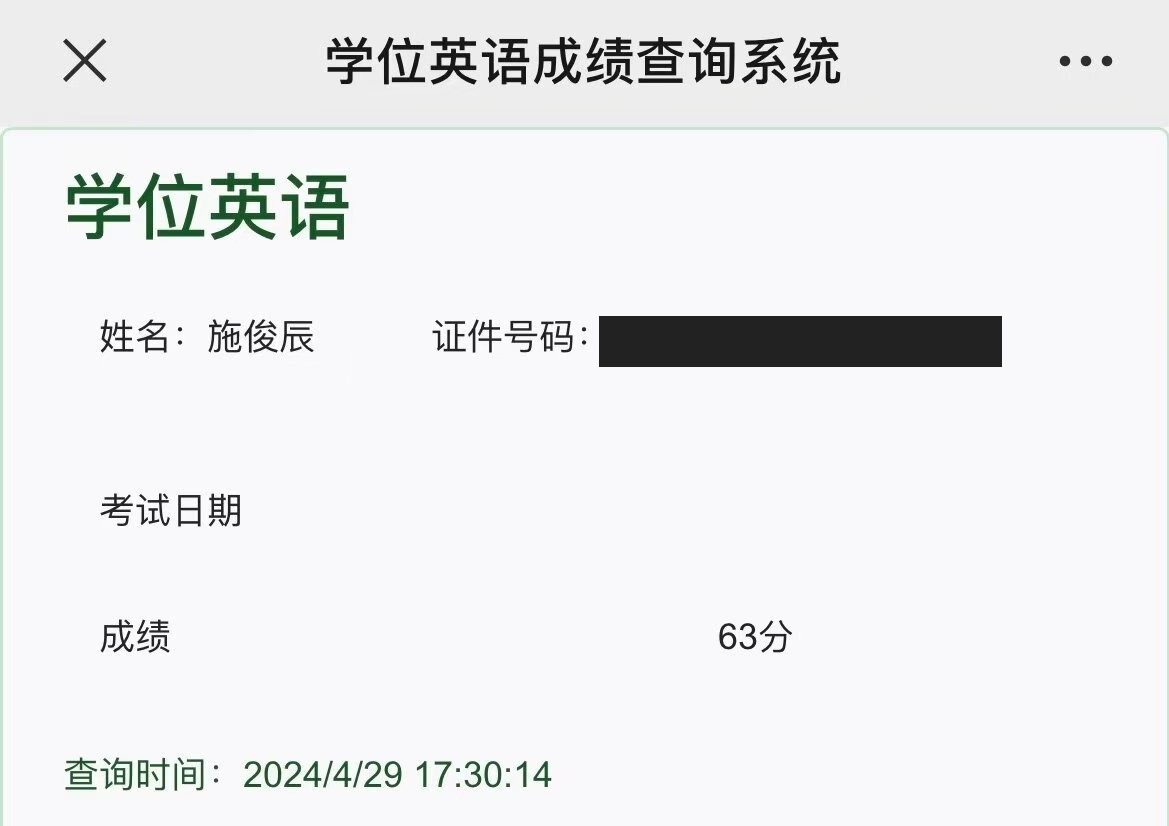 学位英语成绩查询系统
学位英语
姓名：施俊辰 证件号码：
考试日期
成绩 63分
查询时间：2024/4/29 17:30:14